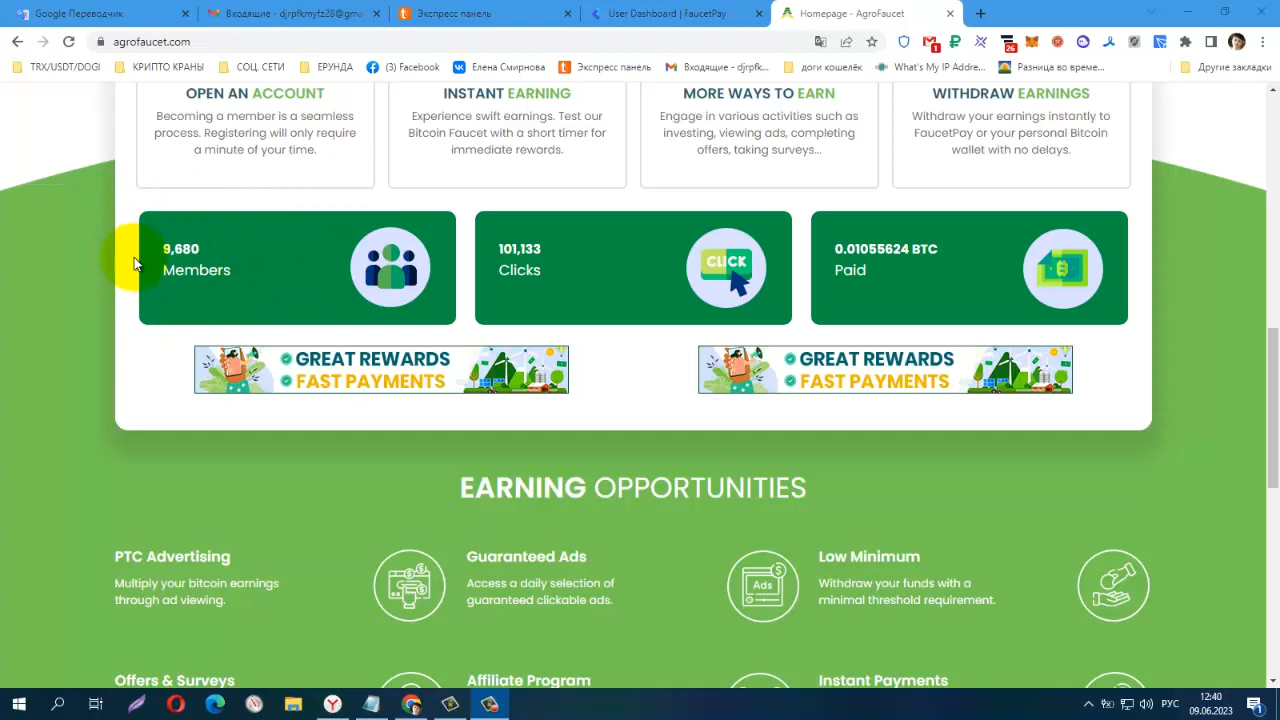 Google Переводчик
Входящие - djrpfkmyfz28@gma
Экспресс панель
User Dashboard | FaucetPay
Homepage - AgroFaucet
agrofaucet.com
1
26
TRX/USDT/DOGI
КРИПТО КРАНЫ
СОЦ. СЕТИ
ЕРУНДА
(3) Facebook
Елена Смирнова
Экспресс панель
Входящие - djrpfk...
доги кошелёк
What's My IP Addre...
Разница во време...
Другие закладки
OPEN AN ACCOUNT
Becoming a member is a seamless
process. Registering will only require
a minute of your time.
INSTANT EARNING
Experience swift earnings. Test our
Bitcoin Faucet with a short timer for
immediate rewards.
MORE WAYS TO EARN
Engage in various activities such as
investing, viewing ads, completing
offers, taking surveys...
WITHDRAW EARNINGS
Withdraw your earnings instantly to
FaucetPay or your personal Bitcoin
wallet with no delays.
9,680
Members
101,133
Clicks
CLICK
0.01055624 BTC
Paid
GREAT REWARDS
FAST PAYMENTS
GREAT REWARDS
FAST PAYMENTS
EARNING OPPORTUNITIES
PTC Advertising
Multiply your bitcoin earnings
through ad viewing.
Guaranteed Ads
Access a daily selection of
guaranteed clickable ads.
Ads
Low Minimum
Withdraw your funds with a
minimal threshold requirement.
Offers & Surveys
Affiliate Program
Instant Payments
РУС
12:40
09.06.2023
1